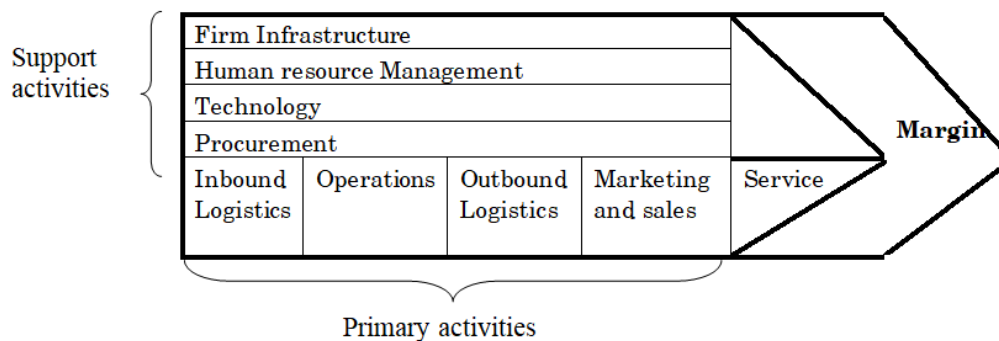 Support
activities
Firm Infrastructure
Human resource Management
Technology
Procurement
Inbound
Logistics
Operations
Outbound
Logistics
Marketing
and sales
Service
Margin
Primary activities